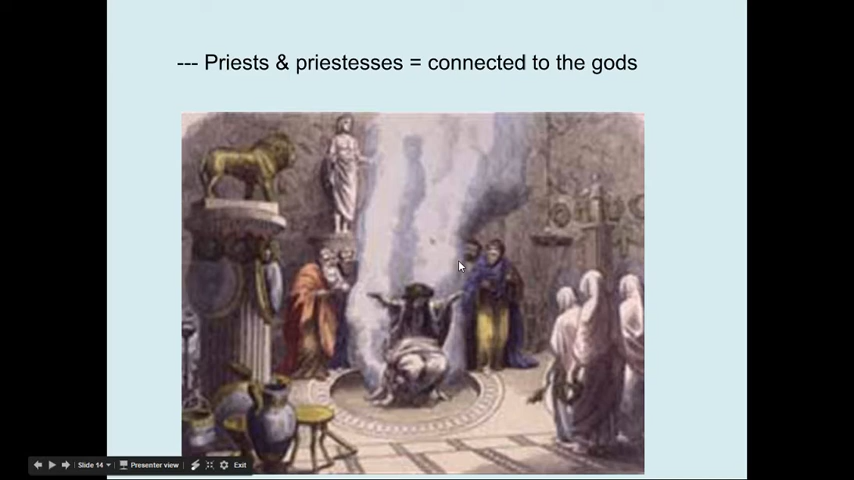 --- Priests & priestesses = connected to the gods
Slide 14
Presenter view
Exit